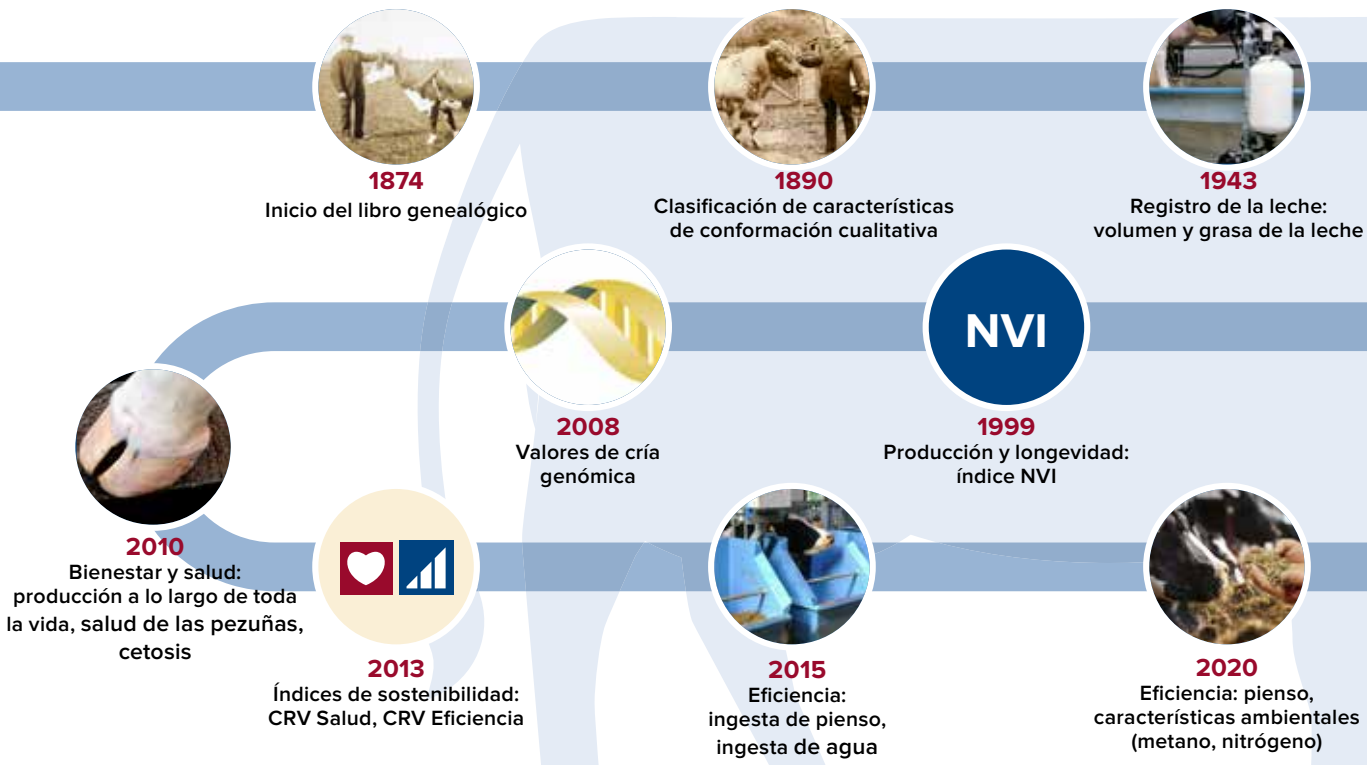 1874
Inicio del libro genealógico
1890
Clasificación de características
de conformación cualitativa
1943
Registro de la leche:
volumen y grasa de la leche
2008
Valores de cría
genómica
NVI
1999
Producción y longevidad:
índice NVI
2010
Bienestar y salud:
producción a lo largo de toda
la vida, salud de las pezuñas,
cetosis
2013
Índices de sostenibilidad:
CRV Salud, CRV Eficiencia
2015
Eficiencia:
ingesta de pienso,
ingesta de agua
2020
Eficiencia: pienso,
características ambientales
(metano, nitrógeno)